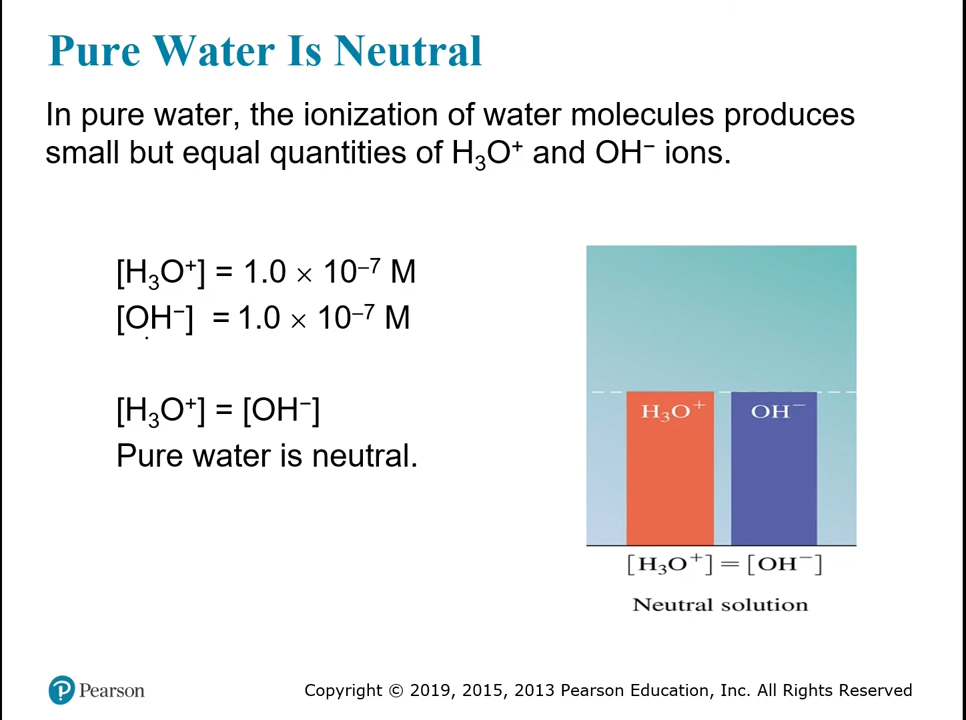 Pure Water Is Neutral
In pure water, the ionization of water molecules produces
small but equal quantities of H₃O⁺ and OH⁻ ions.
[H₃O⁺] = 1.0 × 10⁻⁷ M
[OH⁻] = 1.0 × 10⁻⁷ M
[H₃O⁺] = [OH⁻]
Pure water is neutral.
H₃O⁺ OH⁻
[H₃O⁺] = [OH⁻]
Neutral solution
Pearson
Copyright © 2019, 2015, 2013 Pearson Education, Inc. All Rights Reserved